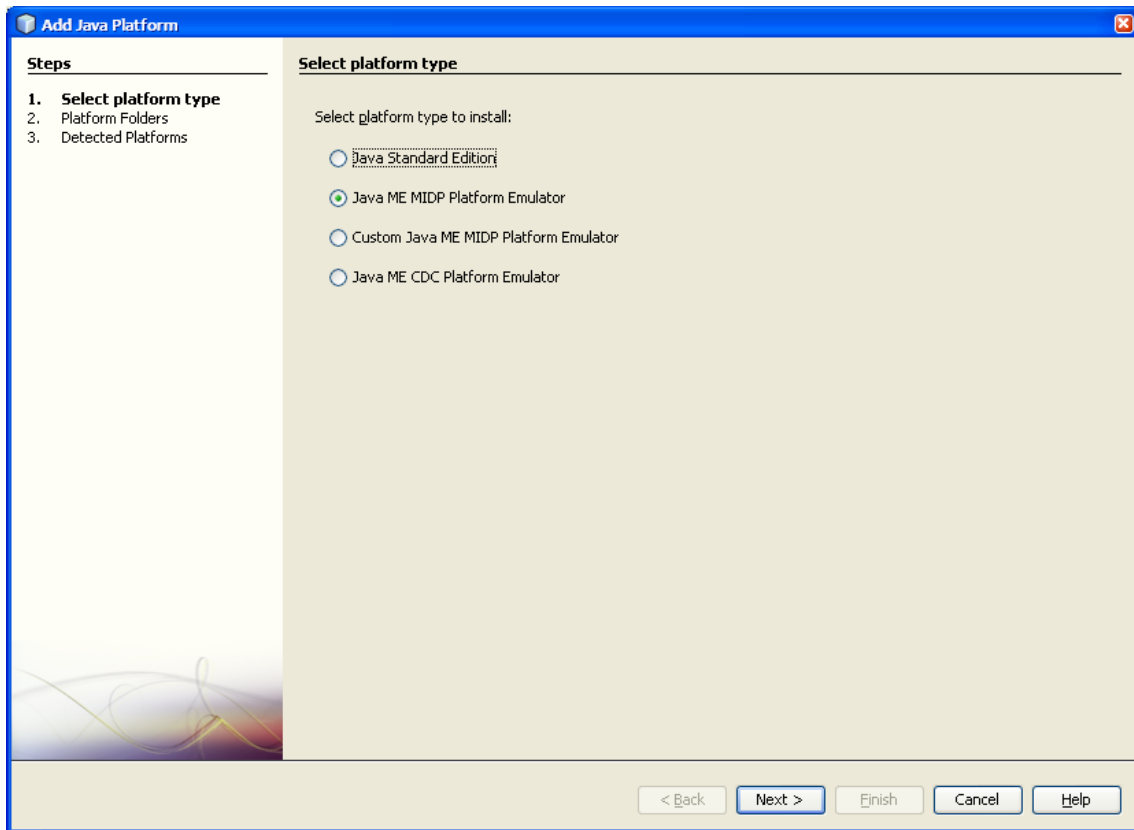 Add Java Platform
Steps
1. Select platform type
2. Platform Folders
3. Detected Platforms
Select platform type
Select platform type to install:
Java Standard Edition
Java ME MIDP Platform Emulator
Custom Java ME MIDP Platform Emulator
Java ME CDC Platform Emulator
< Back
Next >
Finish
Cancel
Help